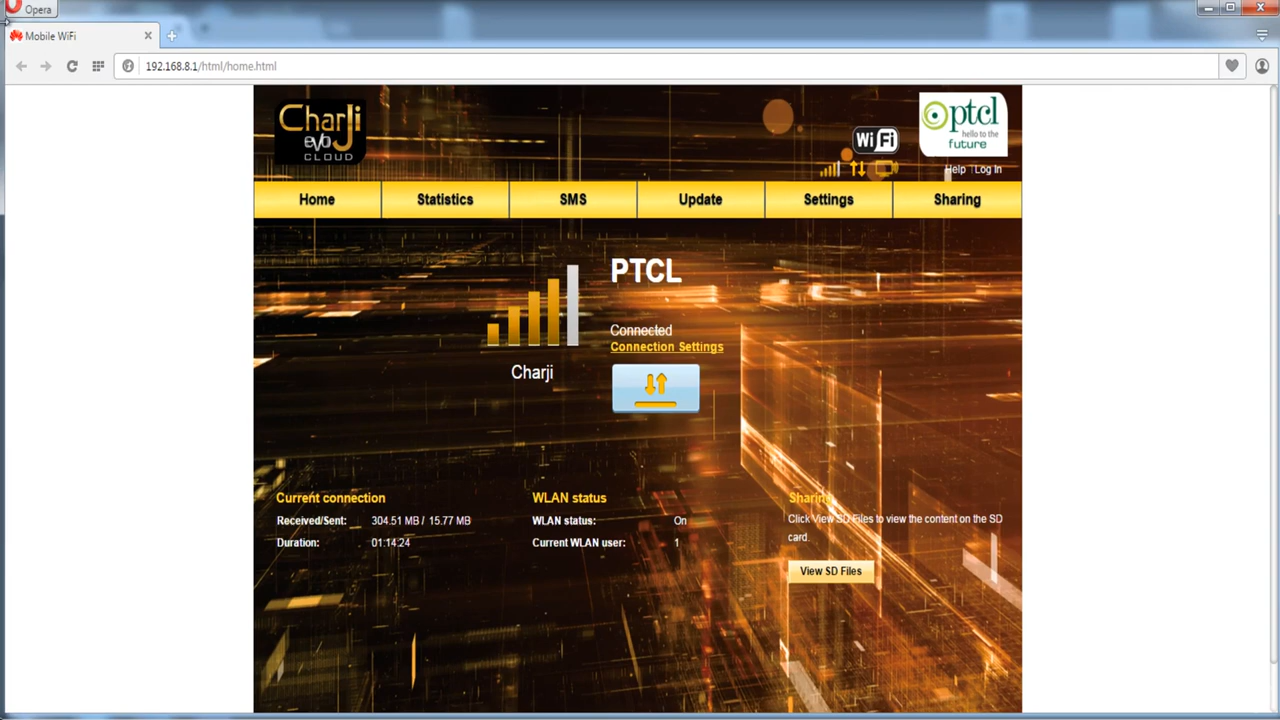 Opera
Mobile WiFi
192.168.8.1/html/home.html
CharJi
evo
CLOUD
WiFi
ptcl
hello to the
future
Help | Log In
Home Statistics SMS Update Settings Sharing
PTCL
Connected
Connection Settings
Charji
Current connection
Received/Sent: 304.51 MB / 15.77 MB
Duration: 01:14:24
WLAN status
WLAN status: On
Current WLAN user: 1
Sharing
Click View SD Files to view the content on the SD
card.
View SD Files